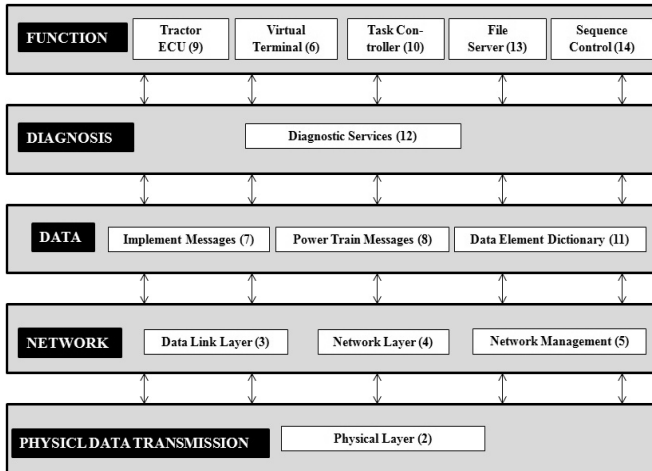 FUNCTION
Tractor
ECU (9)
Virtual
Terminal (6)
Task Con-
troller (10)
File
Server (13)
Sequence
Control (14)
DIAGNOSIS
Diagnostic Services (12)
DATA
Implement Messages (7)
Power Train Messages (8)
Data Element Dictionary (11)
NETWORK
Data Link Layer (3)
Network Layer (4)
Network Management (5)
PHYSICL DATA TRANSMISSION
Physical Layer (2)